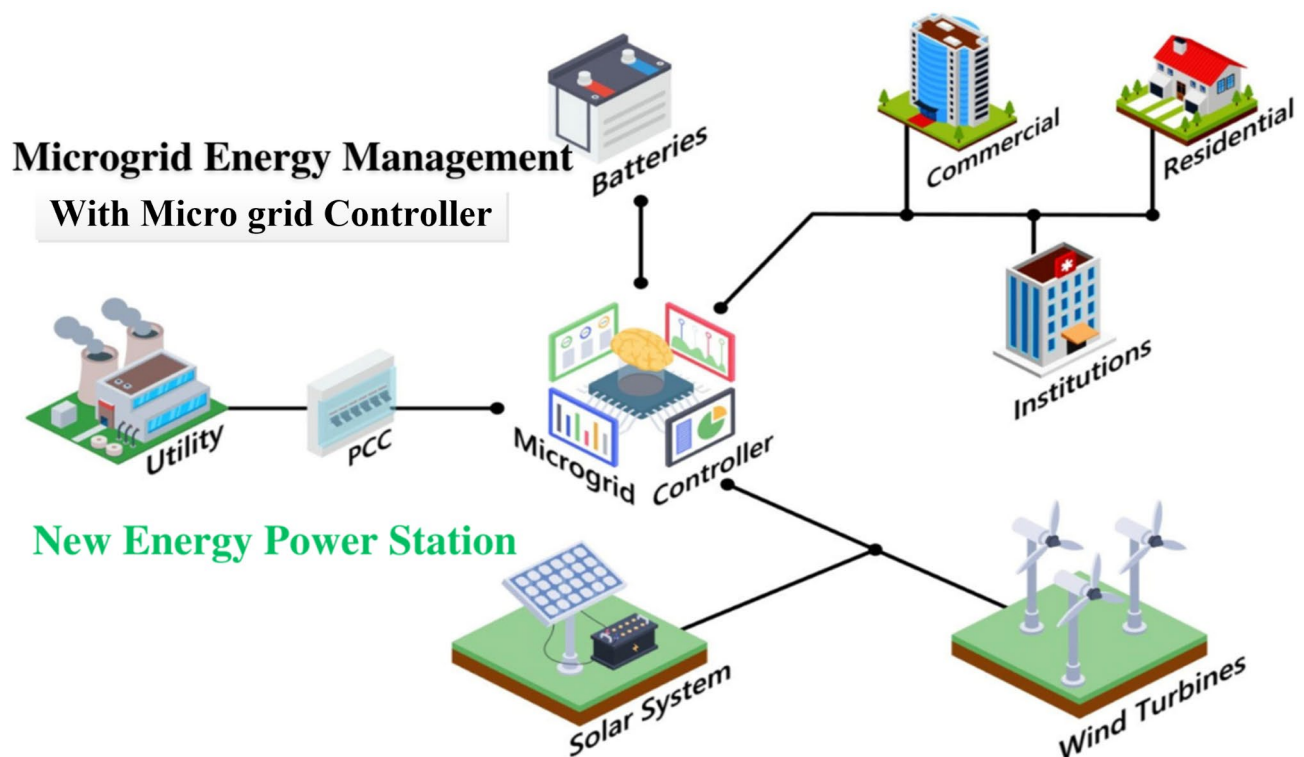 Batteries
Commercial
Residential
Microgrid Energy Management
With Micro grid Controller
Institutions
Utility
PCC
Microgrid
Controller
New Energy Power Station
Solar System
Wind Turbines